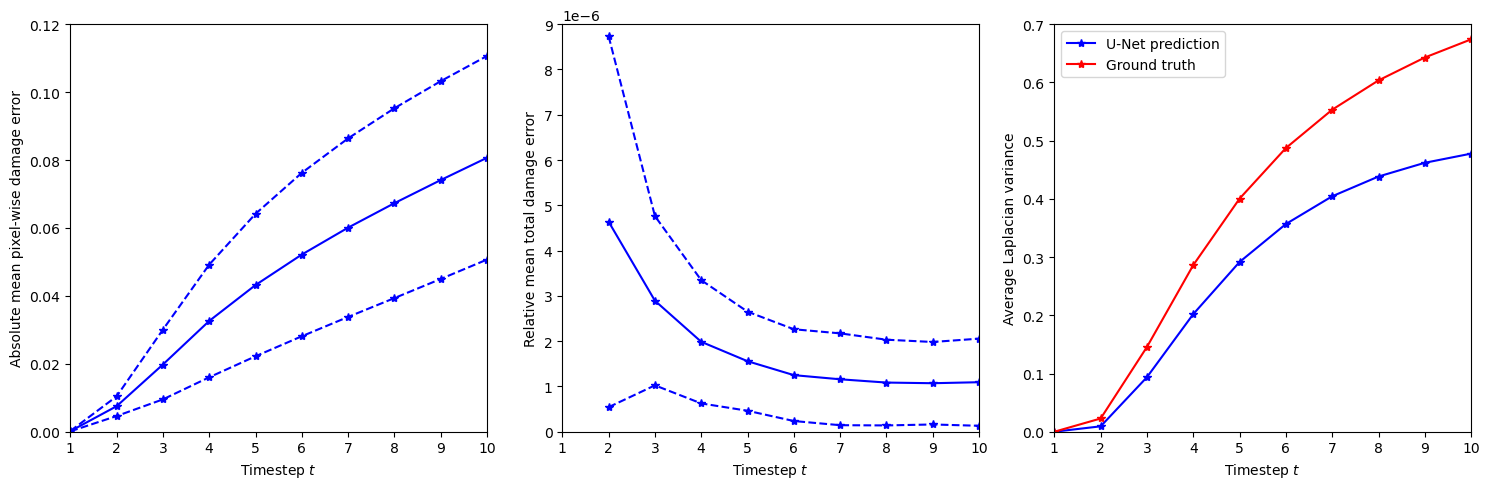 Absolute mean pixel-wise damage error
0.12
0.10
0.08
0.06
0.04
0.02
0.00
1 2 3 4 5 6 7 8 9 10
Timestep t
1e−6
Relative mean total damage error
9
8
7
6
5
4
3
2
1
0
1 2 3 4 5 6 7 8 9 10
Timestep t
Average Laplacian variance
0.7
0.6
0.5
0.4
0.3
0.2
0.1
0.0
U-Net prediction
Ground truth
1 2 3 4 5 6 7 8 9 10
Timestep t